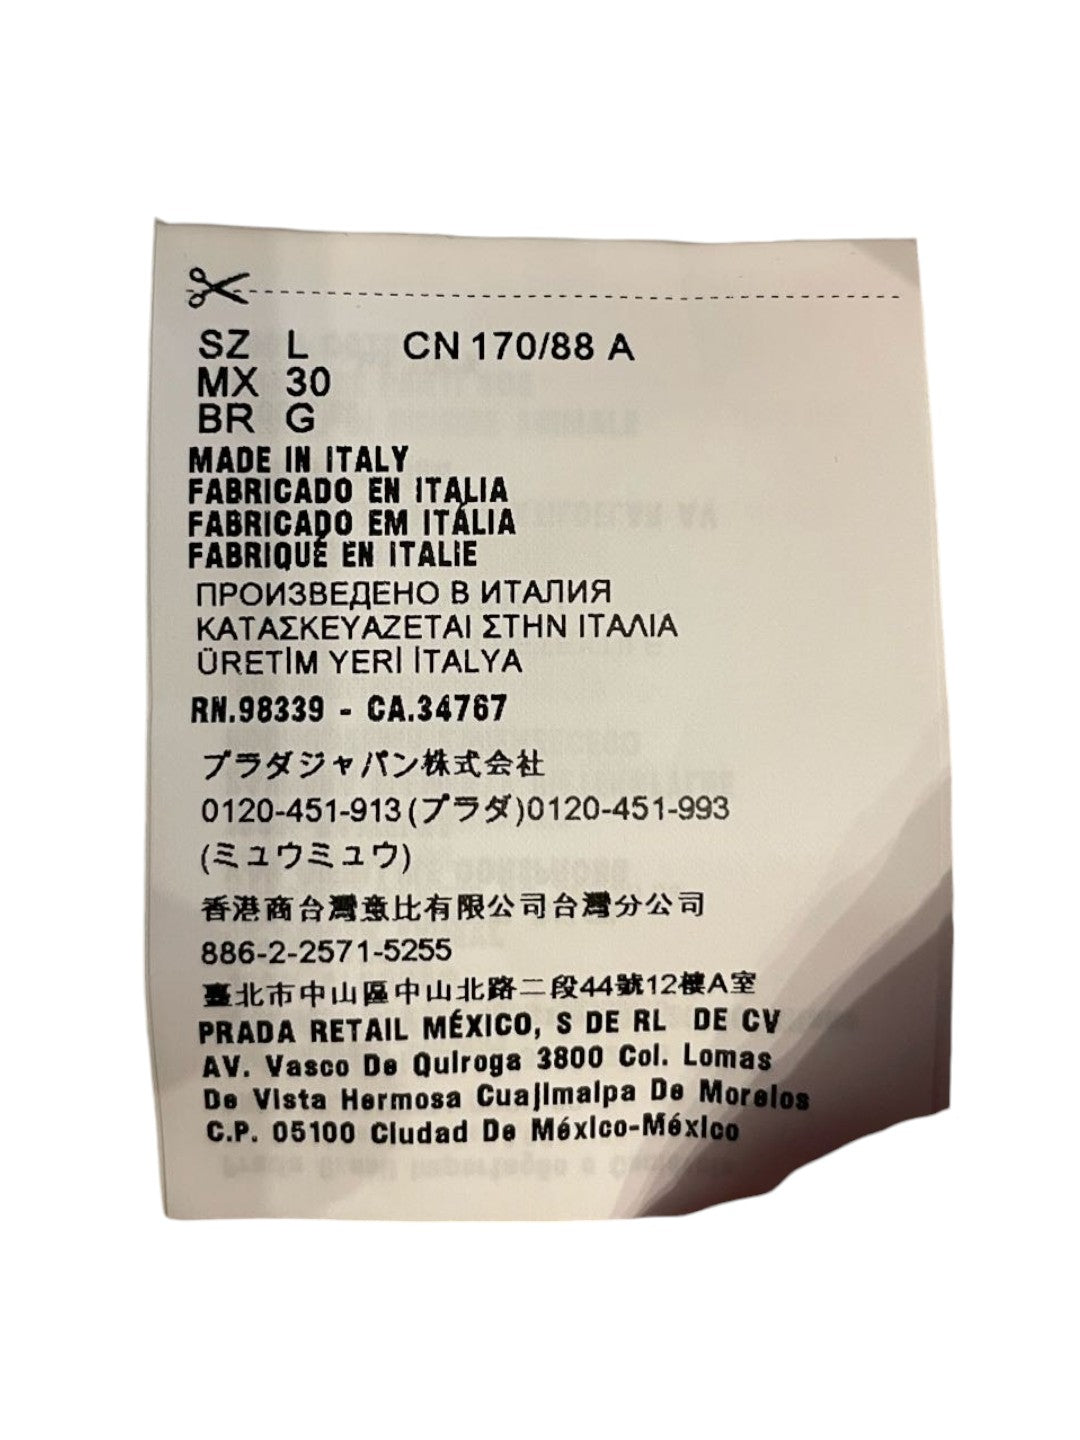 SZ L CN 170/88 A
MX 30
BR G
MADE IN ITALY
FABRICADO EN ITALIA
FABRICADO EM ITÁLIA
FABRIQUÉ EN ITALIE
ПРОИЗВЕДЕНО В ИТАЛИЯ
ΚΑΤΑΣΚΕΥΑΖΕΤΑΙ ΣΤΗΝ ΙΤΑΛΙΑ
ÜRETİM YERİ İTALYA
RN.98339 - CA.34767
プラダジャパン株式会社
0120-451-913(プラダ)0120-451-993
(ミュウミュウ)
香港商台灣意比有限公司台灣分公司
886-2-2571-5255
臺北市中山區中山北路二段44號12樓A室
PRADA RETAIL MÉXICO, S DE RL DE CV
AV. Vasco De Quiroga 3800 Col. Lomas
De Vista Hermosa Cuajimalpa De Morelos
C.P. 05100 Ciudad De México-México